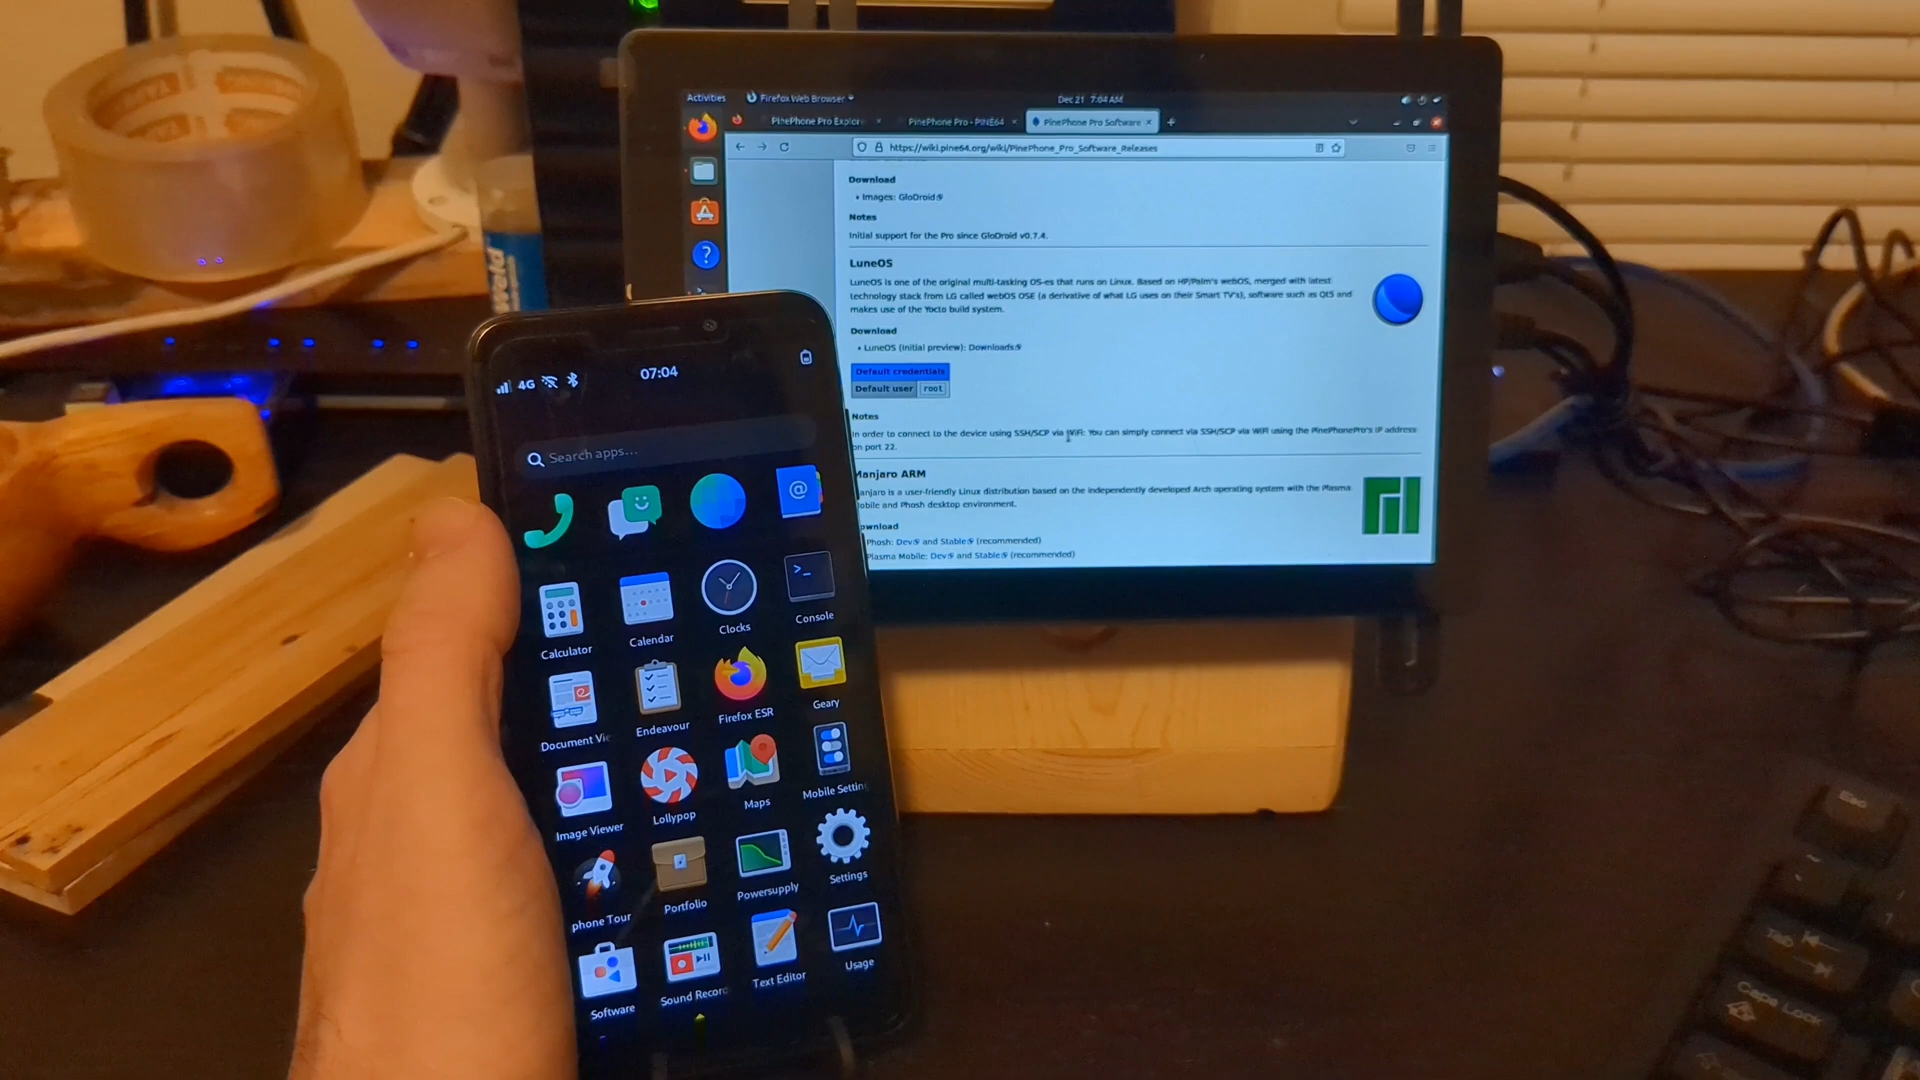 Activities
Firefox Web Browser
Dec 21 7:04 AM
PinePhone Pro Explor
PinePhone Pro - PINE64
PinePhone Pro Software
https://wiki.pine64.org/wiki/PinePhone_Pro_Software_Releases
Download
• Images: GloDroid
Notes
Initial support for the Pro since GloDroid v0.7.4.
LuneOS
LuneOS is one of the original multi-tasking OS-es that runs on Linux. Based on HP/Palm's webOS, merged with latest
technology stack from LG called webOS OSE (a derivative of what LG uses on their Smart TV's), software such as Qt5 and
makes use of the Yocto build system.
Download
• LuneOS (initial preview): Downloads
Default credentials
Default user root
Notes
In order to connect to the device using SSH/SCP via WiFi: You can simply connect via SSH/SCP via WiFi using the PinePhonePro's IP address
on port 22.
Manjaro ARM
anjaro is a user-friendly Linux distribution based on the independently developed Arch operating system with the Plasma
obile and Phosh desktop environment.
ownload
Phosh: Dev and Stable (recommended)
Plasma Mobile: Dev and Stable (recommended)
4G
07:04
Search apps...
Calculator
Calendar
Clocks
Console
Document Vie
Endeavour
Firefox ESR
Geary
Image Viewer
Lollypop
Maps
Mobile Settin
phone Tour
Portfolio
Powersupply
Settings
Software
Sound Recor
Text Editor
Usage
Weld
Esc
Tab
Caps Lock